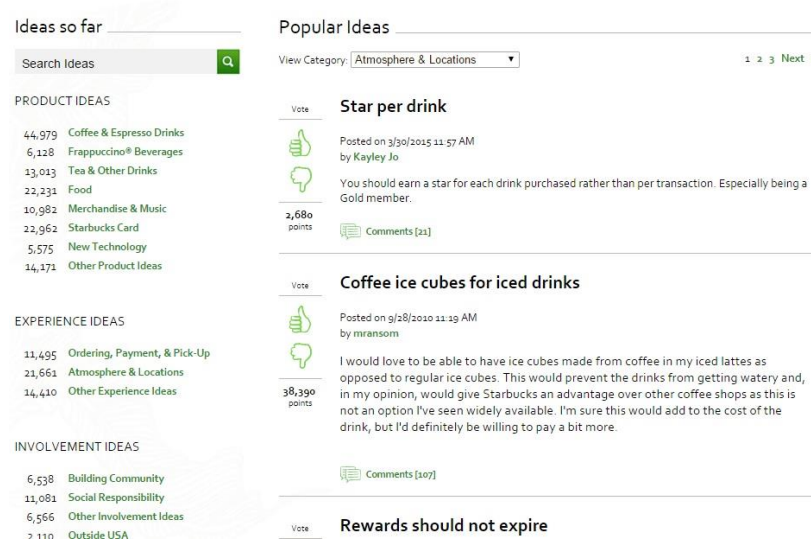 Ideas so far
Search Ideas
PRODUCT IDEAS
44,979 Coffee & Espresso Drinks
6,128 Frappuccino® Beverages
13,013 Tea & Other Drinks
22,231 Food
10,982 Merchandise & Music
22,962 Starbucks Card
5,575 New Technology
14,171 Other Product Ideas
EXPERIENCE IDEAS
11,495 Ordering, Payment, & Pick-Up
21,661 Atmosphere & Locations
14,410 Other Experience Ideas
INVOLVEMENT IDEAS
6,538 Building Community
11,081 Social Responsibility
6,566 Other Involvement Ideas
2,110 Outside USA
Popular Ideas
View Category: Atmosphere & Locations
1 2 3 Next
Vote
Star per drink
Posted on 3/30/2015 11:57 AM
by Kayley Jo
You should earn a star for each drink purchased rather than per transaction. Especially being a
Gold member.
2,680
points
Comments [21]
Vote
Coffee ice cubes for iced drinks
Posted on 9/28/2010 11:19 AM
by mransom
I would love to be able to have ice cubes made from coffee in my iced lattes as
opposed to regular ice cubes. This would prevent the drinks from getting watery and,
in my opinion, would give Starbucks an advantage over other coffee shops as this is
not an option I've seen widely available. I'm sure this would add to the cost of the
drink, but I'd definitely be willing to pay a bit more.
38,390
points
Comments [107]
Vote
Rewards should not expire